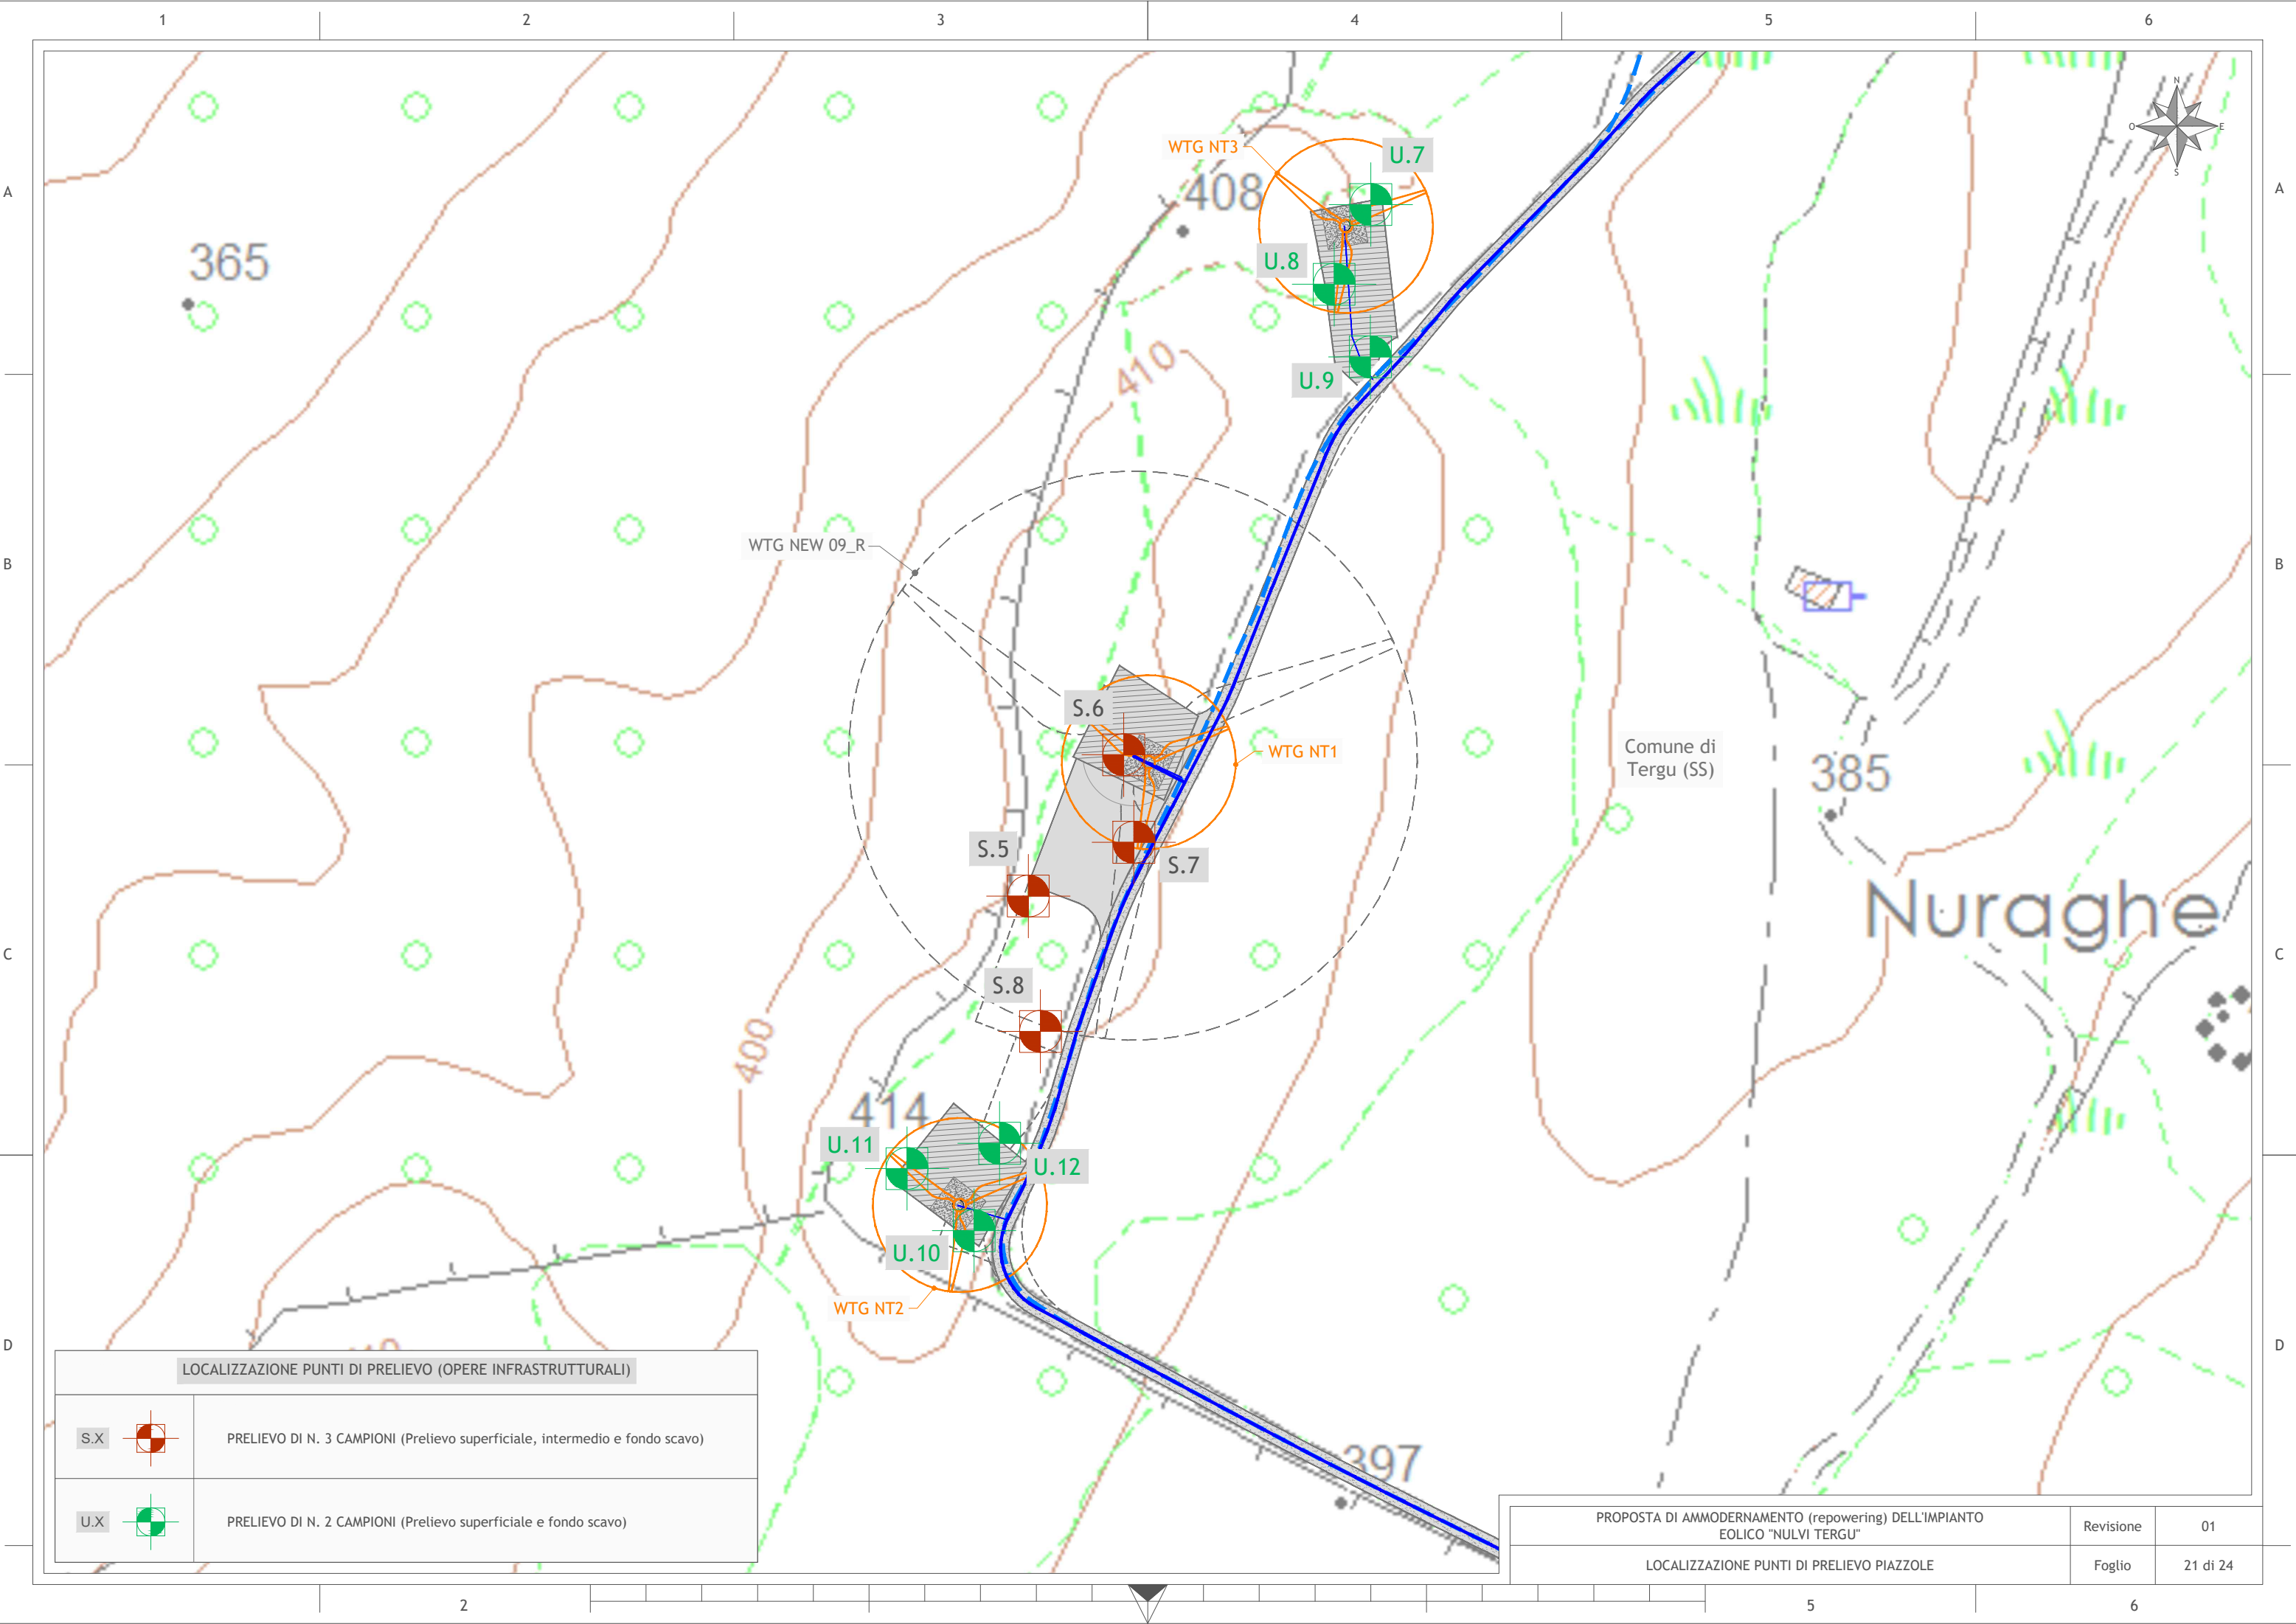 1 2 3 4 5 6
N
O E
S
A A
WTG NT3
U.7
408
365
U.8
410
U.9
WTG NEW 09_R
B B
S.6
WTG NT1
Comune di
Tergu (SS)
385
S.5
S.7
Nuraghe
C C
S.8
400
414
U.11
U.12
U.10
WTG NT2
D D
397
LOCALIZZAZIONE PUNTI DI PRELIEVO (OPERE INFRASTRUTTURALI)
S.X PRELIEVO DI N. 3 CAMPIONI (Prelievo superficiale, intermedio e fondo scavo)
U.X PRELIEVO DI N. 2 CAMPIONI (Prelievo superficiale e fondo scavo)
PROPOSTA DI AMMODERNAMENTO (repowering) DELL'IMPIANTO
EOLICO "NULVI TERGU"
Revisione 01
LOCALIZZAZIONE PUNTI DI PRELIEVO PIAZZOLE
Foglio 21 di 24
2 5 6